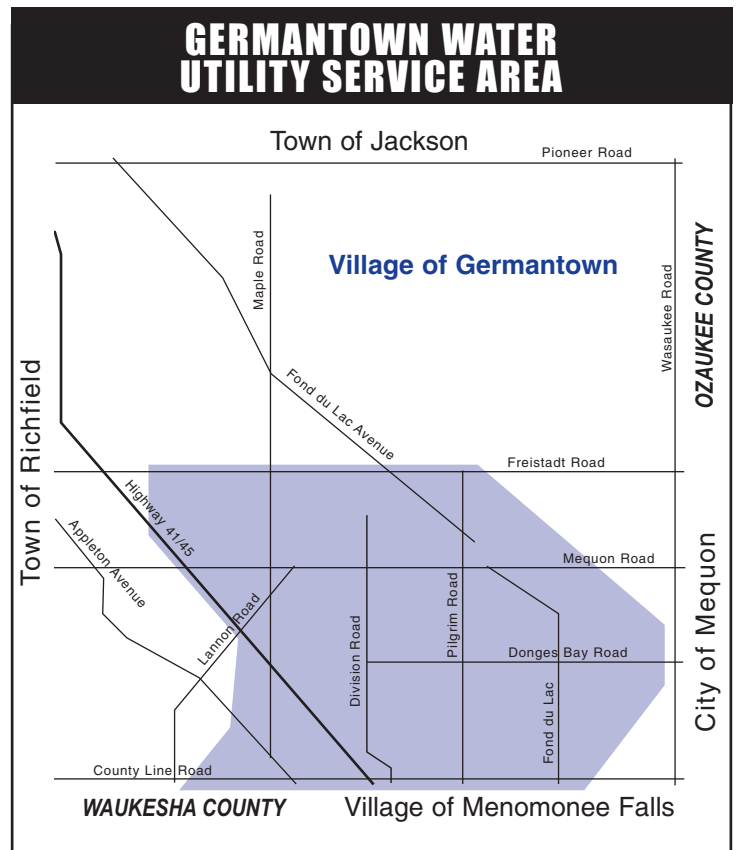 GERMANTOWN WATER
UTILITY SERVICE AREA
Town of Jackson
Pioneer Road
Maple Road
Village of Germantown
Wasaukee Road
OZAUKEE COUNTY
Town of Richfield
Fond du Lac Avenue
Freistadt Road
Highway 41/45
Appleton Avenue
Mequon Road
City of Mequon
Lannon Road
Division Road
Pilgrim Road
Donges Bay Road
Fond du Lac
County Line Road
WAUKESHA COUNTY
Village of Menomonee Falls